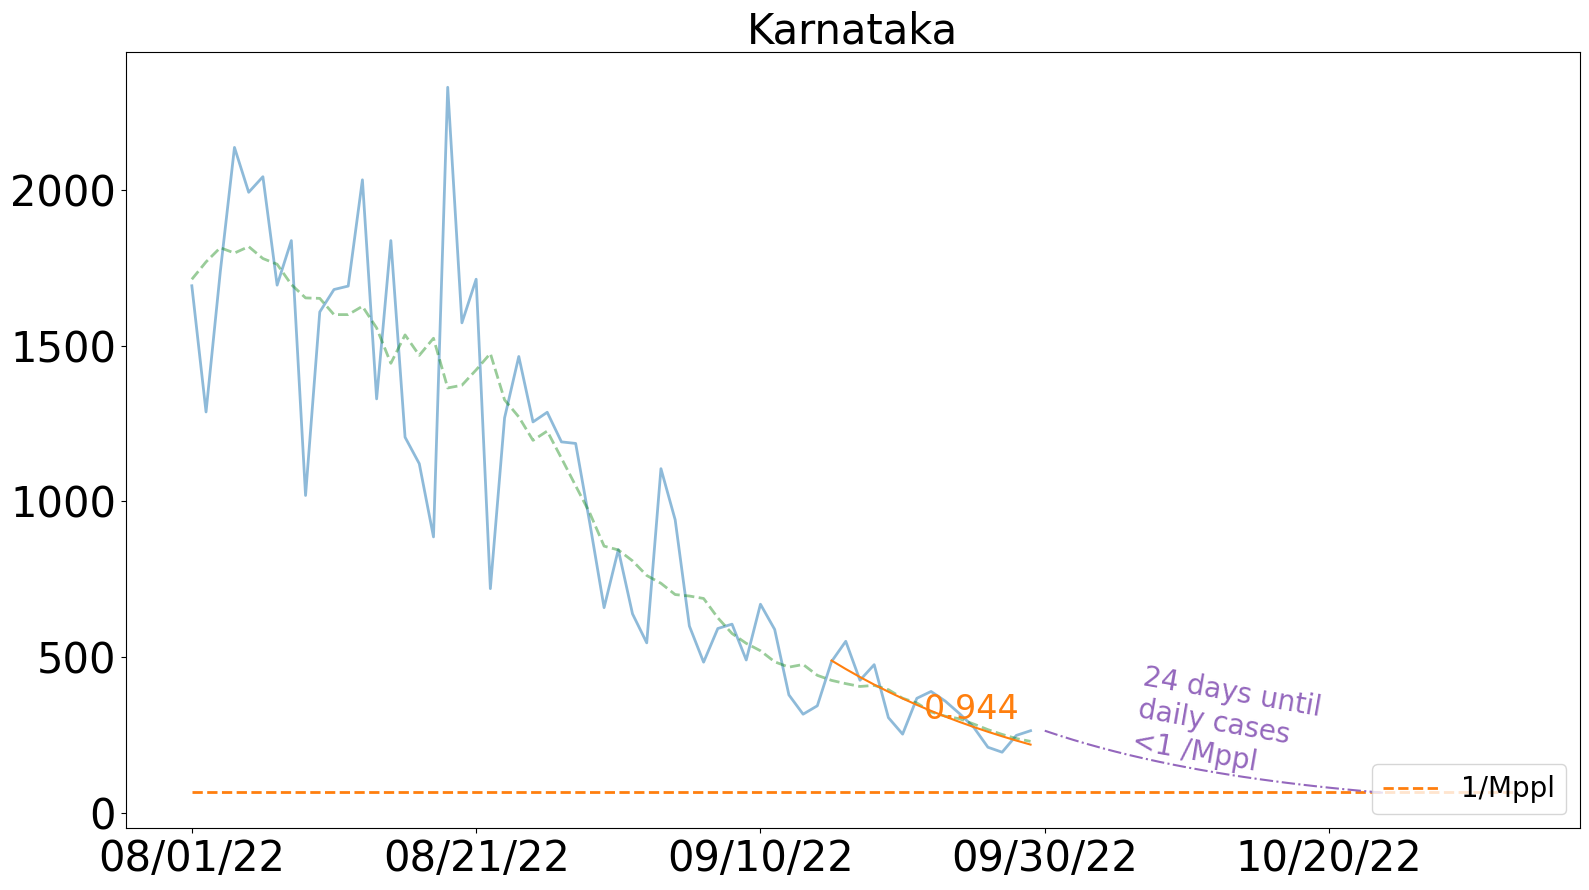 Karnataka
2000
1500
1000
500
0
0.944
24 days until
daily cases
<1 /Mppl
1/Mppl
08/01/22
08/21/22
09/10/22
09/30/22
10/20/22